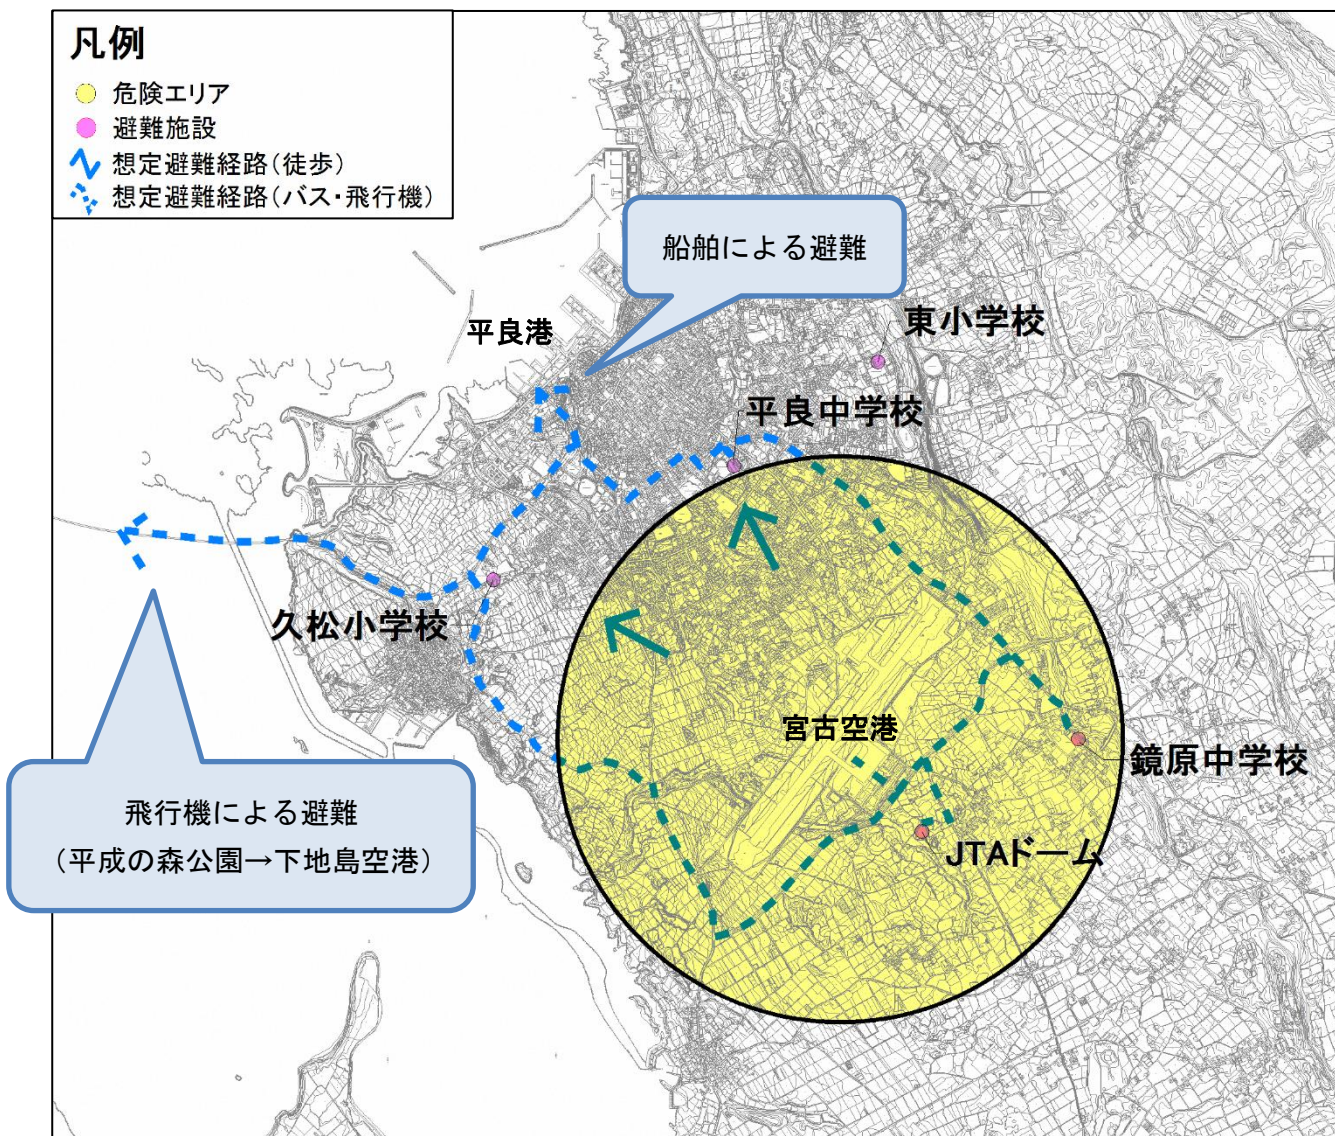 凡例
危険エリア
避難施設
想定避難経路(徒歩)
想定避難経路(バス・飛行機)
船舶による避難
平良港
東小学校
平良中学校
久松小学校
宮古空港
鏡原中学校
JTAドーム
飛行機による避難
(平成の森公園→下地島空港)